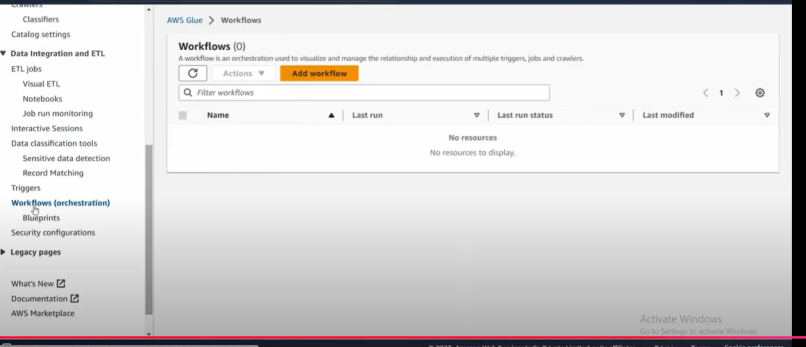 Crawlers
Classifiers
Catalog settings
Data Integration and ETL
ETL jobs
Visual ETL
Notebooks
Job run monitoring
Interactive Sessions
Data classification tools
Sensitive data detection
Record Matching
Triggers
Workflows (orchestration)
Blueprints
Security configurations
Legacy pages
What's New
Documentation
AWS Marketplace
AWS Glue > Workflows
Workflows (0)
A workflow is an orchestration used to visualize and manage the relationship and execution of multiple triggers, jobs and crawlers.
Actions Add workflow
Filter workflows
1
Name Last run Last run status Last modified
No resources
No resources to display.
Activate Windows
Go to Settings to activate Windows.